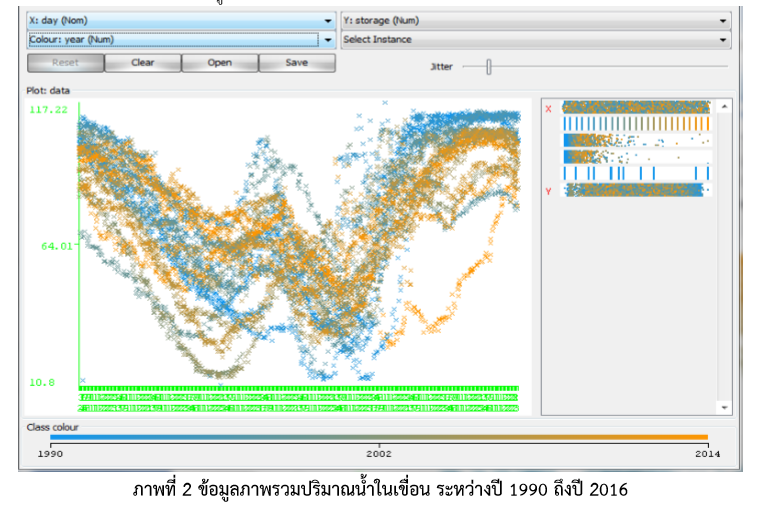 X: day (Nom)
Y: storage (Num)
Colour: year (Num)
Select Instance
Reset
Clear
Open
Save
Jitter
Plot: data
117.22
64.01
10.8
X
Y
Class colour
1990
2002
2014
ภาพที่ 2 ข้อมูลภาพรวมปริมาณน้ำในเขื่อน ระหว่างปี 1990 ถึงปี 2016